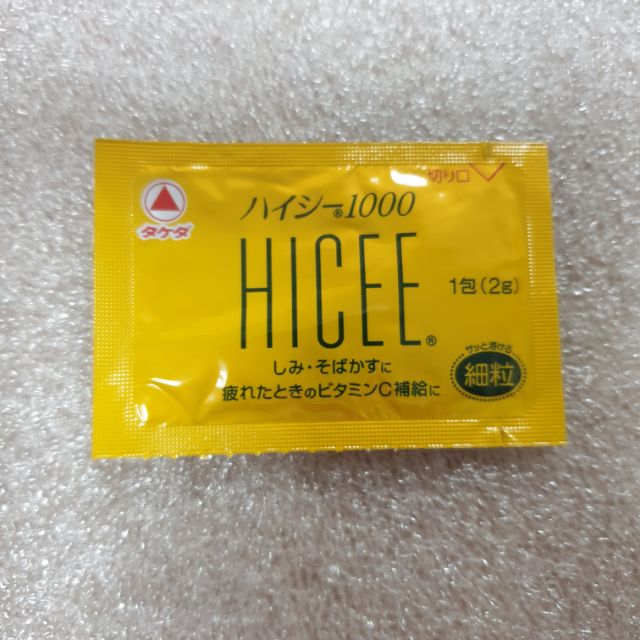 切り口
タケダ
ハイシー®1000
HICEE®
1包(2g)
しみ・そばかすに
疲れたときのビタミンC補給に
サッと溶ける
細粒